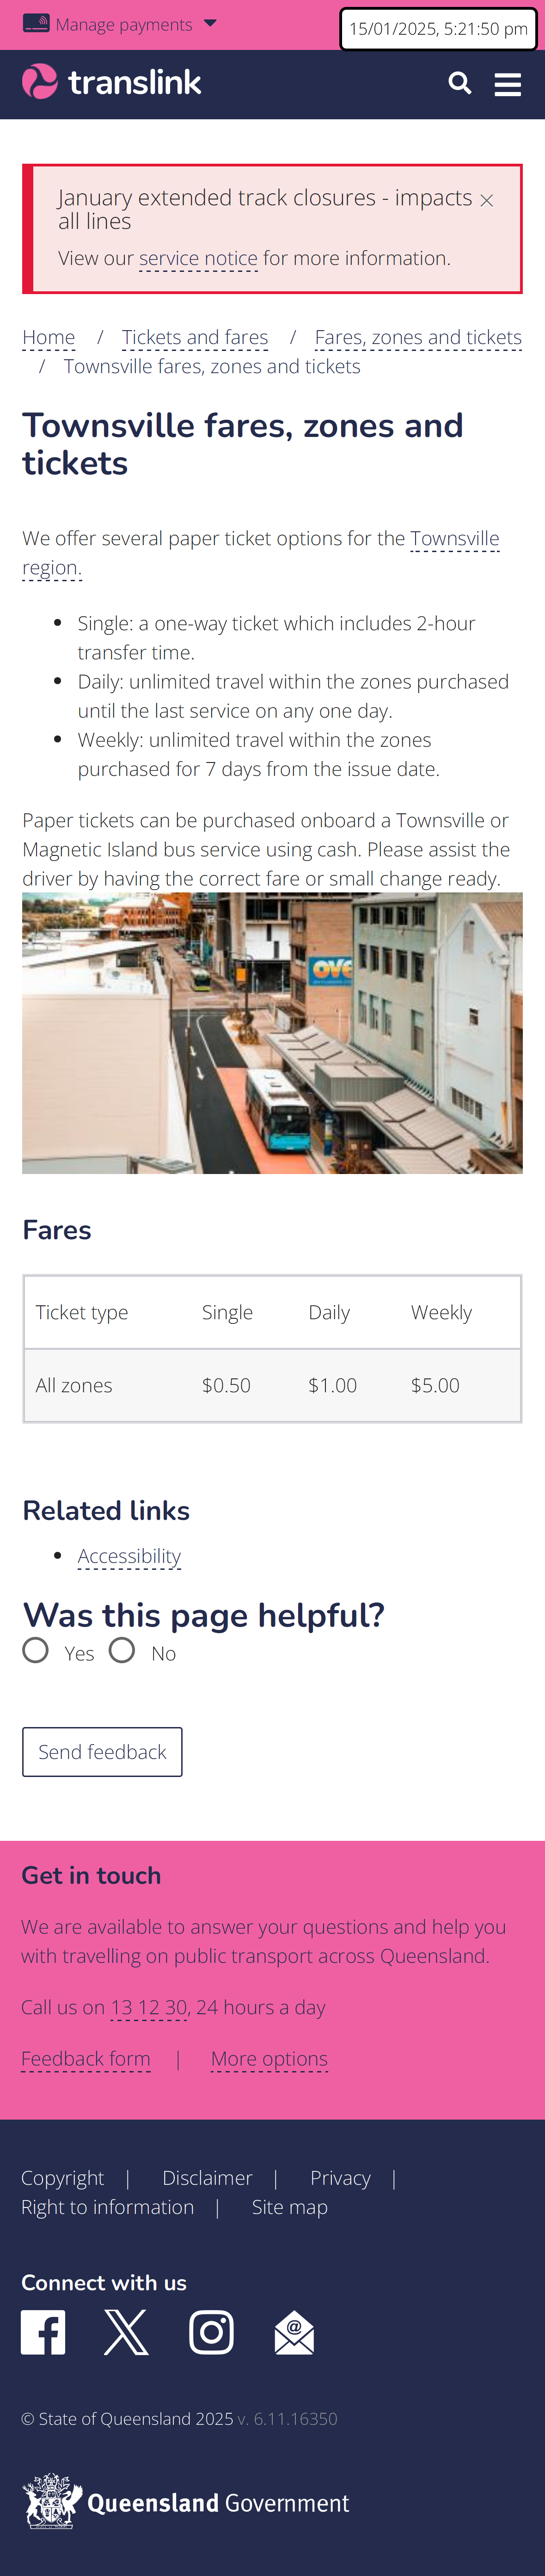 Manage payments
15/01/2025, 5:21:50 pm
translink
January extended track closures - impacts
all lines
View our service notice for more information.
Home / Tickets and fares / Fares, zones and tickets
/ Townsville fares, zones and tickets
Townsville fares, zones and
tickets
We offer several paper ticket options for the Townsville
region.
• Single: a one-way ticket which includes 2-hour
transfer time.
• Daily: unlimited travel within the zones purchased
until the last service on any one day.
• Weekly: unlimited travel within the zones
purchased for 7 days from the issue date.
Paper tickets can be purchased onboard a Townsville or
Magnetic Island bus service using cash. Please assist the
driver by having the correct fare or small change ready.
Fares
Ticket type Single Daily Weekly
All zones $0.50 $1.00 $5.00
Related links
• Accessibility
Was this page helpful?
Yes No
Send feedback
Get in touch
We are available to answer your questions and help you
with travelling on public transport across Queensland.
Call us on 13 12 30, 24 hours a day
Feedback form | More options
Copyright | Disclaimer | Privacy |
Right to information | Site map
Connect with us
© State of Queensland 2025 v. 6.11.16350
Queensland Government